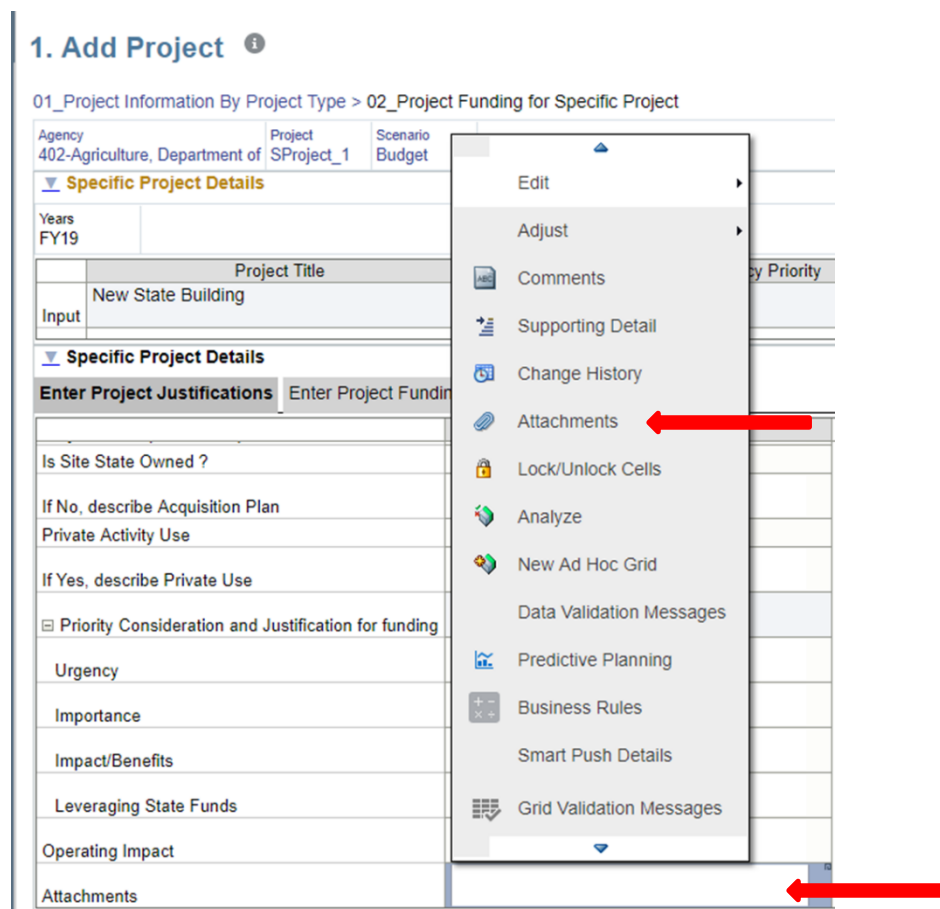 1. Add Project
01_Project Information By Project Type > 02_Project Funding for Specific Project
Agency Project Scenario
402-Agriculture, Department of SProject_1 Budget
Specific Project Details
Years
FY19
Project Title cy Priority
New State Building
Input
Specific Project Details
Enter Project Justifications Enter Project Fundin
Is Site State Owned ?
If No, describe Acquisition Plan
Private Activity Use
If Yes, describe Private Use
Priority Consideration and Justification for funding
Urgency
Importance
Impact/Benefits
Leveraging State Funds
Operating Impact
Attachments
Edit
Adjust
ABC Comments
Supporting Detail
Change History
Attachments
Lock/Unlock Cells
Analyze
New Ad Hoc Grid
Data Validation Messages
Predictive Planning
Business Rules
Smart Push Details
Grid Validation Messages